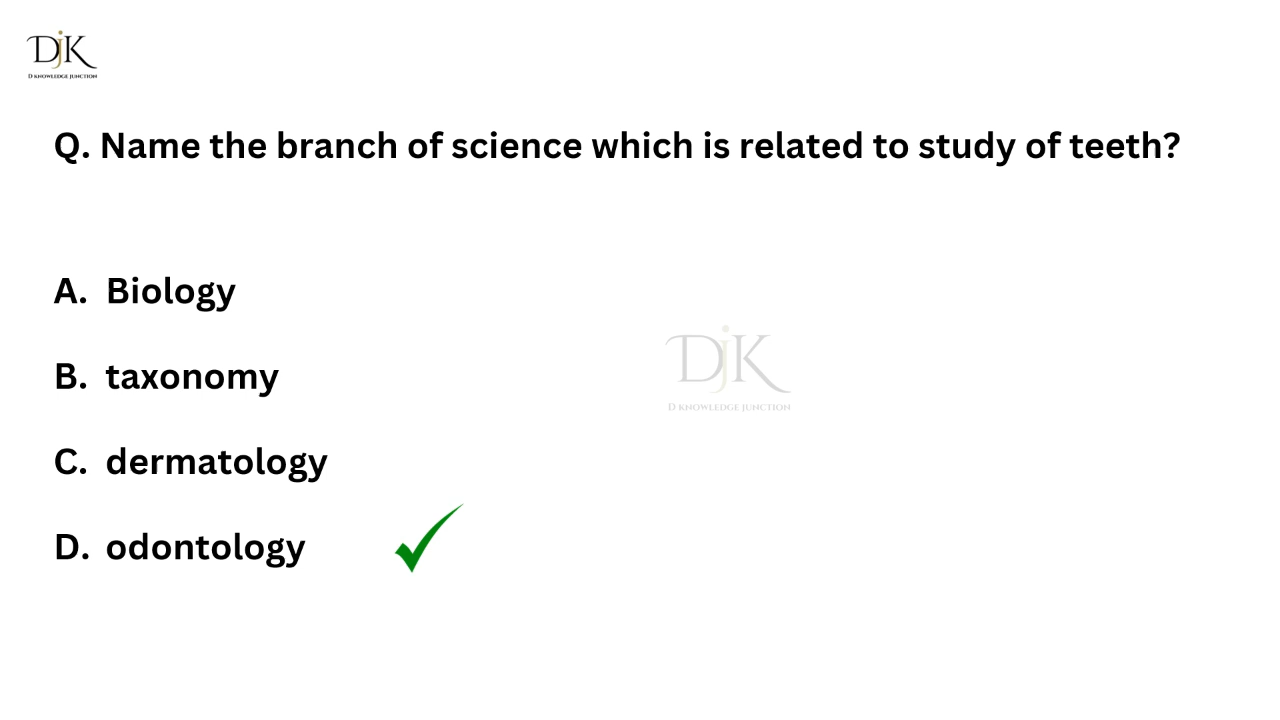 DjK
D KNOWLEDGE JUNCTION
Q. Name the branch of science which is related to study of teeth?
A. Biology
DjK
D KNOWLEDGE JUNCTION
B. taxonomy
C. dermatology
D. odontology